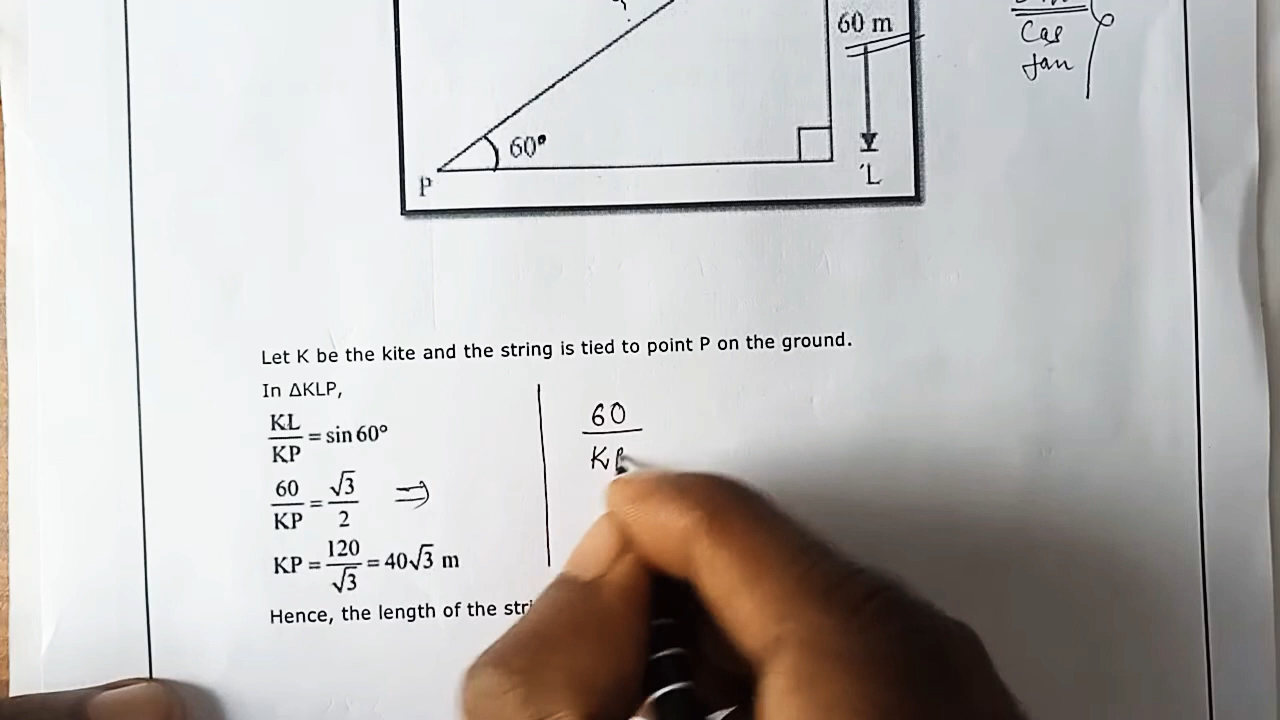 60 m
Cas
tan
60°
P
L
Let K be the kite and the string is tied to point P on the ground.
In ΔKLP,
KL/KP = sin 60°
60/KP = √3/2 ⇒
KP = 120/√3 = 40√3 m
Hence, the length of the
60
K